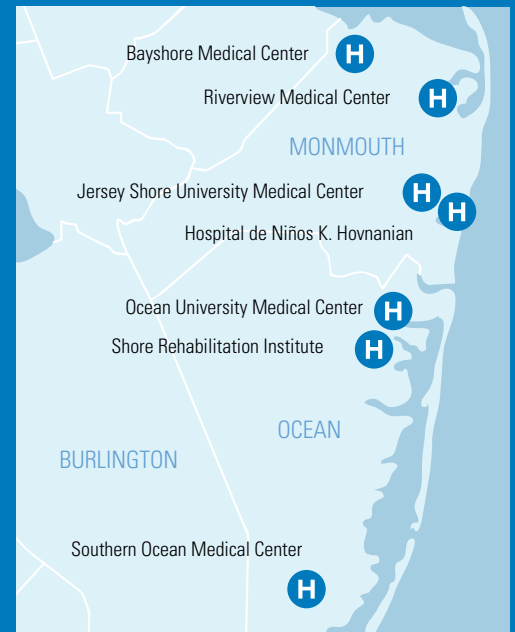 Bayshore Medical Center H
Riverview Medical Center H
MONMOUTH
Jersey Shore University Medical Center H
H
Hospital de Niños K. Hovnanian
Ocean University Medical Center H
Shore Rehabilitation Institute H
OCEAN
BURLINGTON
Southern Ocean Medical Center
H